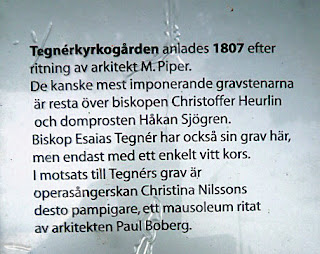 Tegnérkyrkogården anlades 1807 efter
ritning av arkitekt M. Piper.
De kanske mest imponerande gravstenarna
är resta över biskopen Christoffer Heurlin
och domprosten Håkan Sjögren.
Biskop Esaias Tegnér har också sin grav här,
men endast med ett enkelt vitt kors.
I motsats till Tegnérs grav är
operasångerskan Christina Nilssons
desto pampigare, ett mausoleum ritat
av arkitekten Paul Boberg.